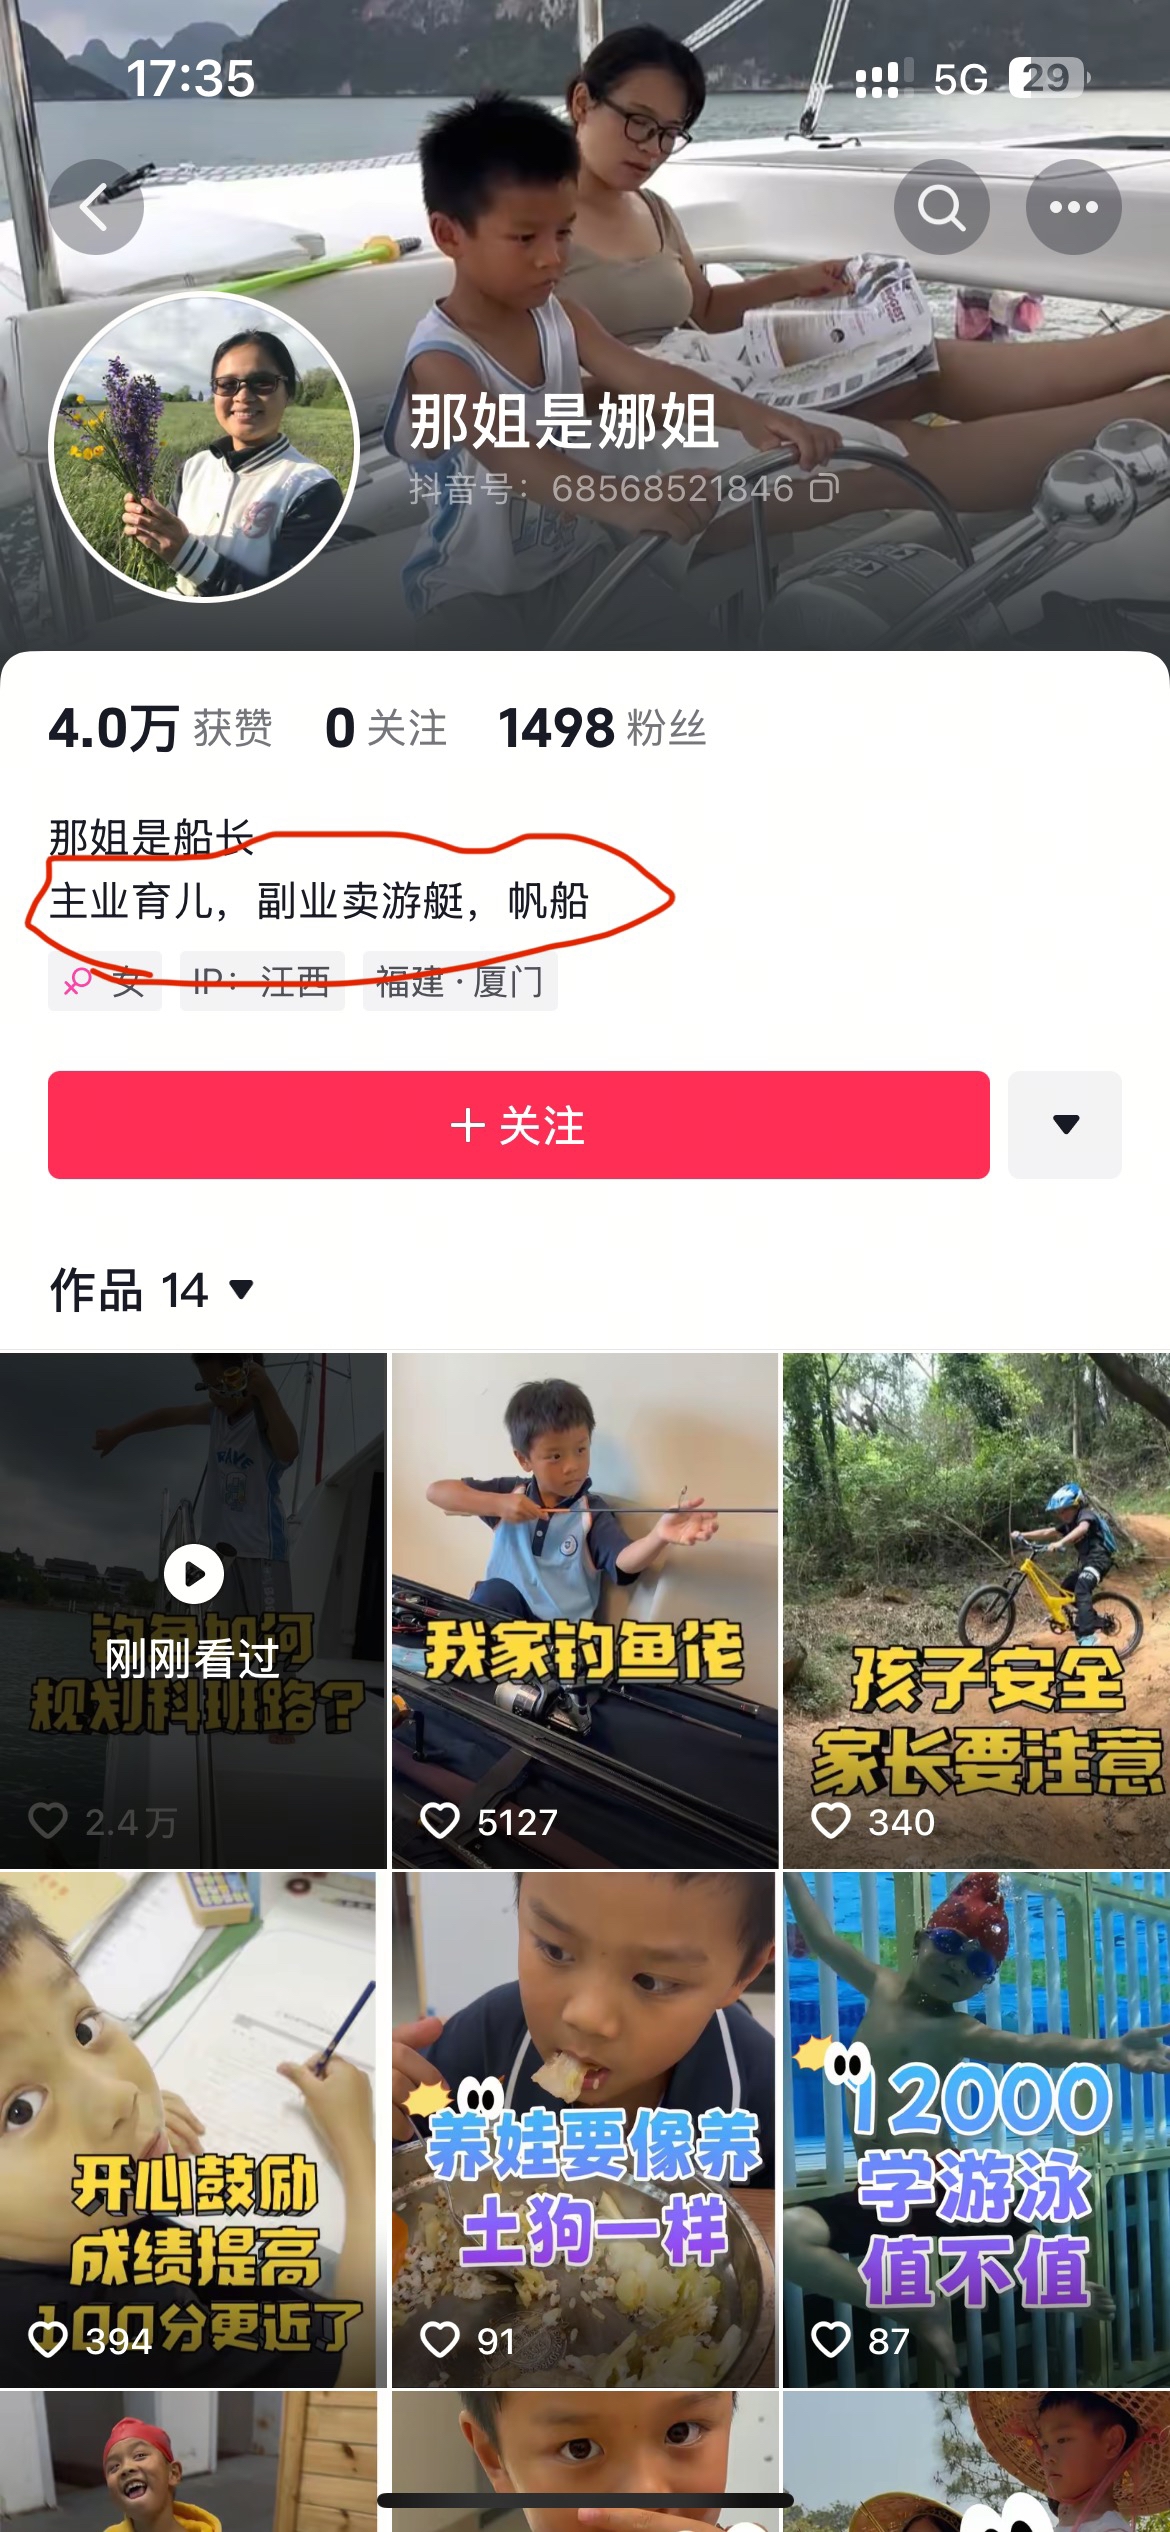 17:35
5G 29
那姐是娜姐
抖音号：68568521846
4.0万 获赞 0 关注 1498 粉丝
那姐是船长
主业育儿，副业卖游艇，帆船
女 IP：江西 福建·厦门
关注
作品 14
钓鱼如何
规划科班路?
刚刚看过
2.4万
我家钓鱼佬
5127
孩子安全
家长要注意
340
开心鼓励
成绩提高
100分更近了
394
养娃要像养
土狗一样
91
12000
学游泳
值不值
87